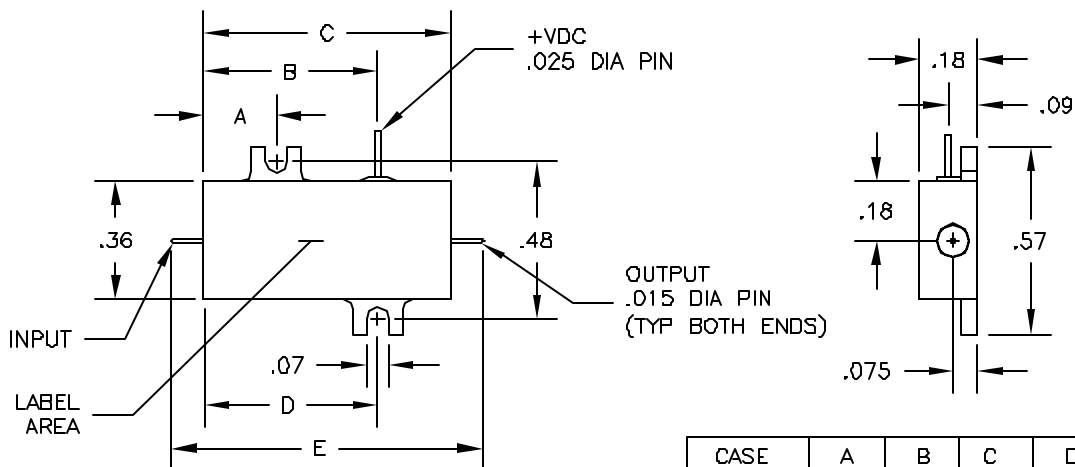 C
+VDC
.025 DIA PIN
B
A
.18
.09
.36
.48
.18
.57
OUTPUT
.015 DIA PIN
(TYP BOTH ENDS)
INPUT
.07
.075
LABEL
AREA
D
E
CASE A B C D